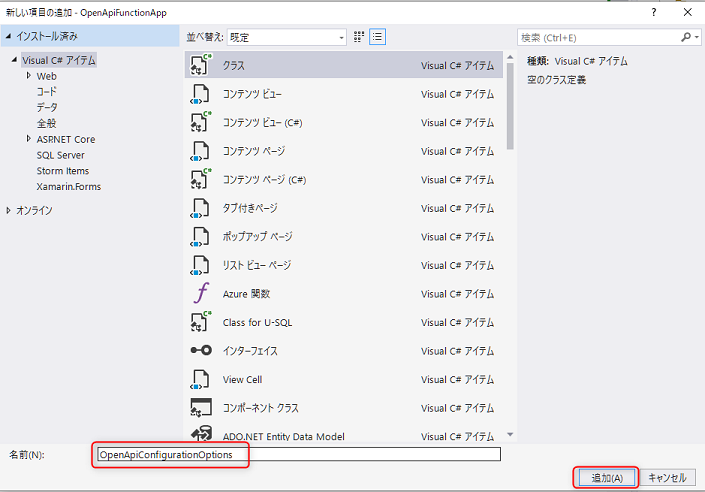 新しい項目の追加 - OpenApiFunctionApp
インストール済み
並べ替え: 既定
検索 (Ctrl+E)
Visual C# アイテム
Web
コード
データ
全般
ASRNET Core
SQL Server
Storm Items
Xamarin.Forms
オンライン
クラス Visual C# アイテム
コンテンツ ビュー Visual C# アイテム
コンテンツ ビュー (C#) Visual C# アイテム
コンテンツ ページ Visual C# アイテム
コンテンツ ページ (C#) Visual C# アイテム
タブ付きページ Visual C# アイテム
ポップアップ ページ Visual C# アイテム
リスト ビュー ページ Visual C# アイテム
Azure 関数 Visual C# アイテム
Class for U-SQL Visual C# アイテム
インターフェイス Visual C# アイテム
View Cell Visual C# アイテム
コンポーネント クラス Visual C# アイテム
ADO.NET Entity Data Model Visual C# アイテム
種類: Visual C# アイテム
空のクラス定義
名前(N): OpenApiConfigurationOptions
追加(A) キャンセル